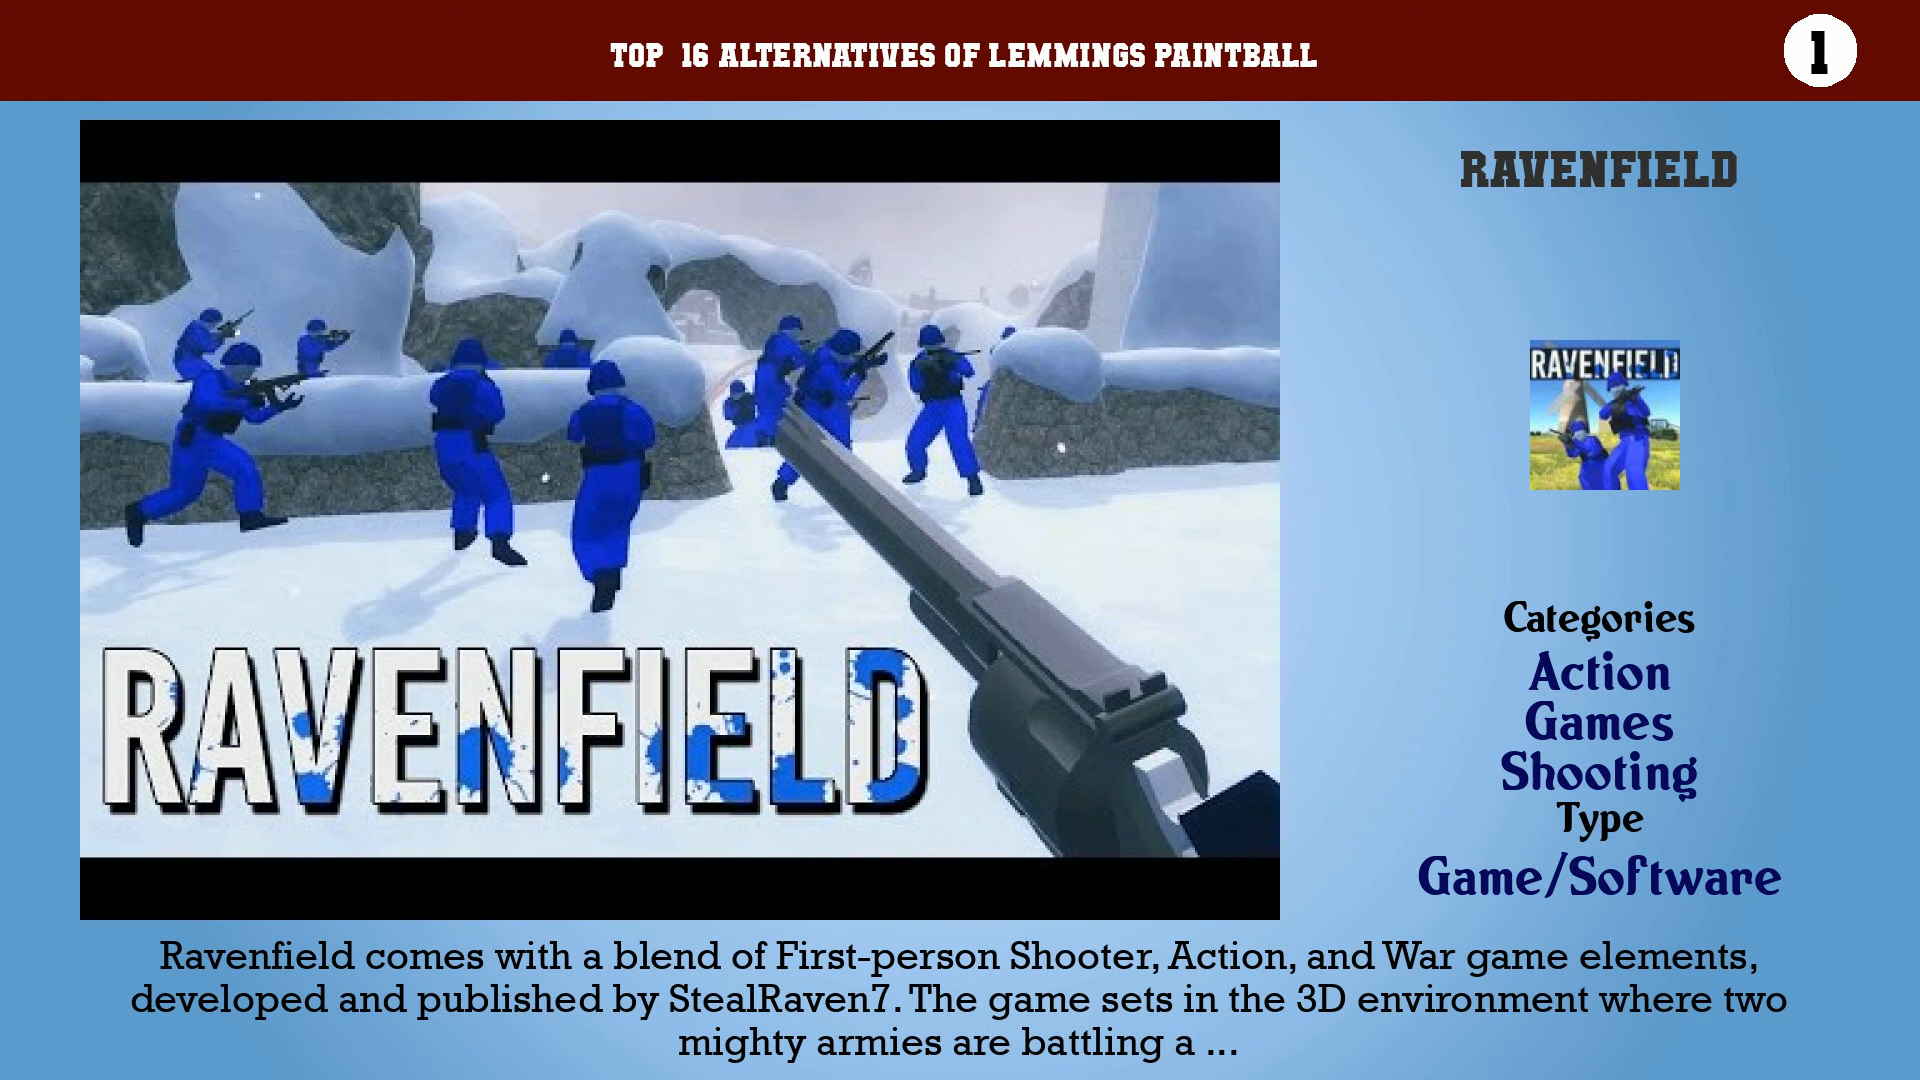 TOP 16 ALTERNATIVES OF LEMMINGS PAINTBALL
1
RAVENFIELD
RAVENFIELD
RAVENFIELD
Categories
Action
Games
Shooting
Type
Game/Software
Ravenfield comes with a blend of First-person Shooter, Action, and War game elements,
developed and published by StealRaven7. The game sets in the 3D environment where two
mighty armies are battling a ...